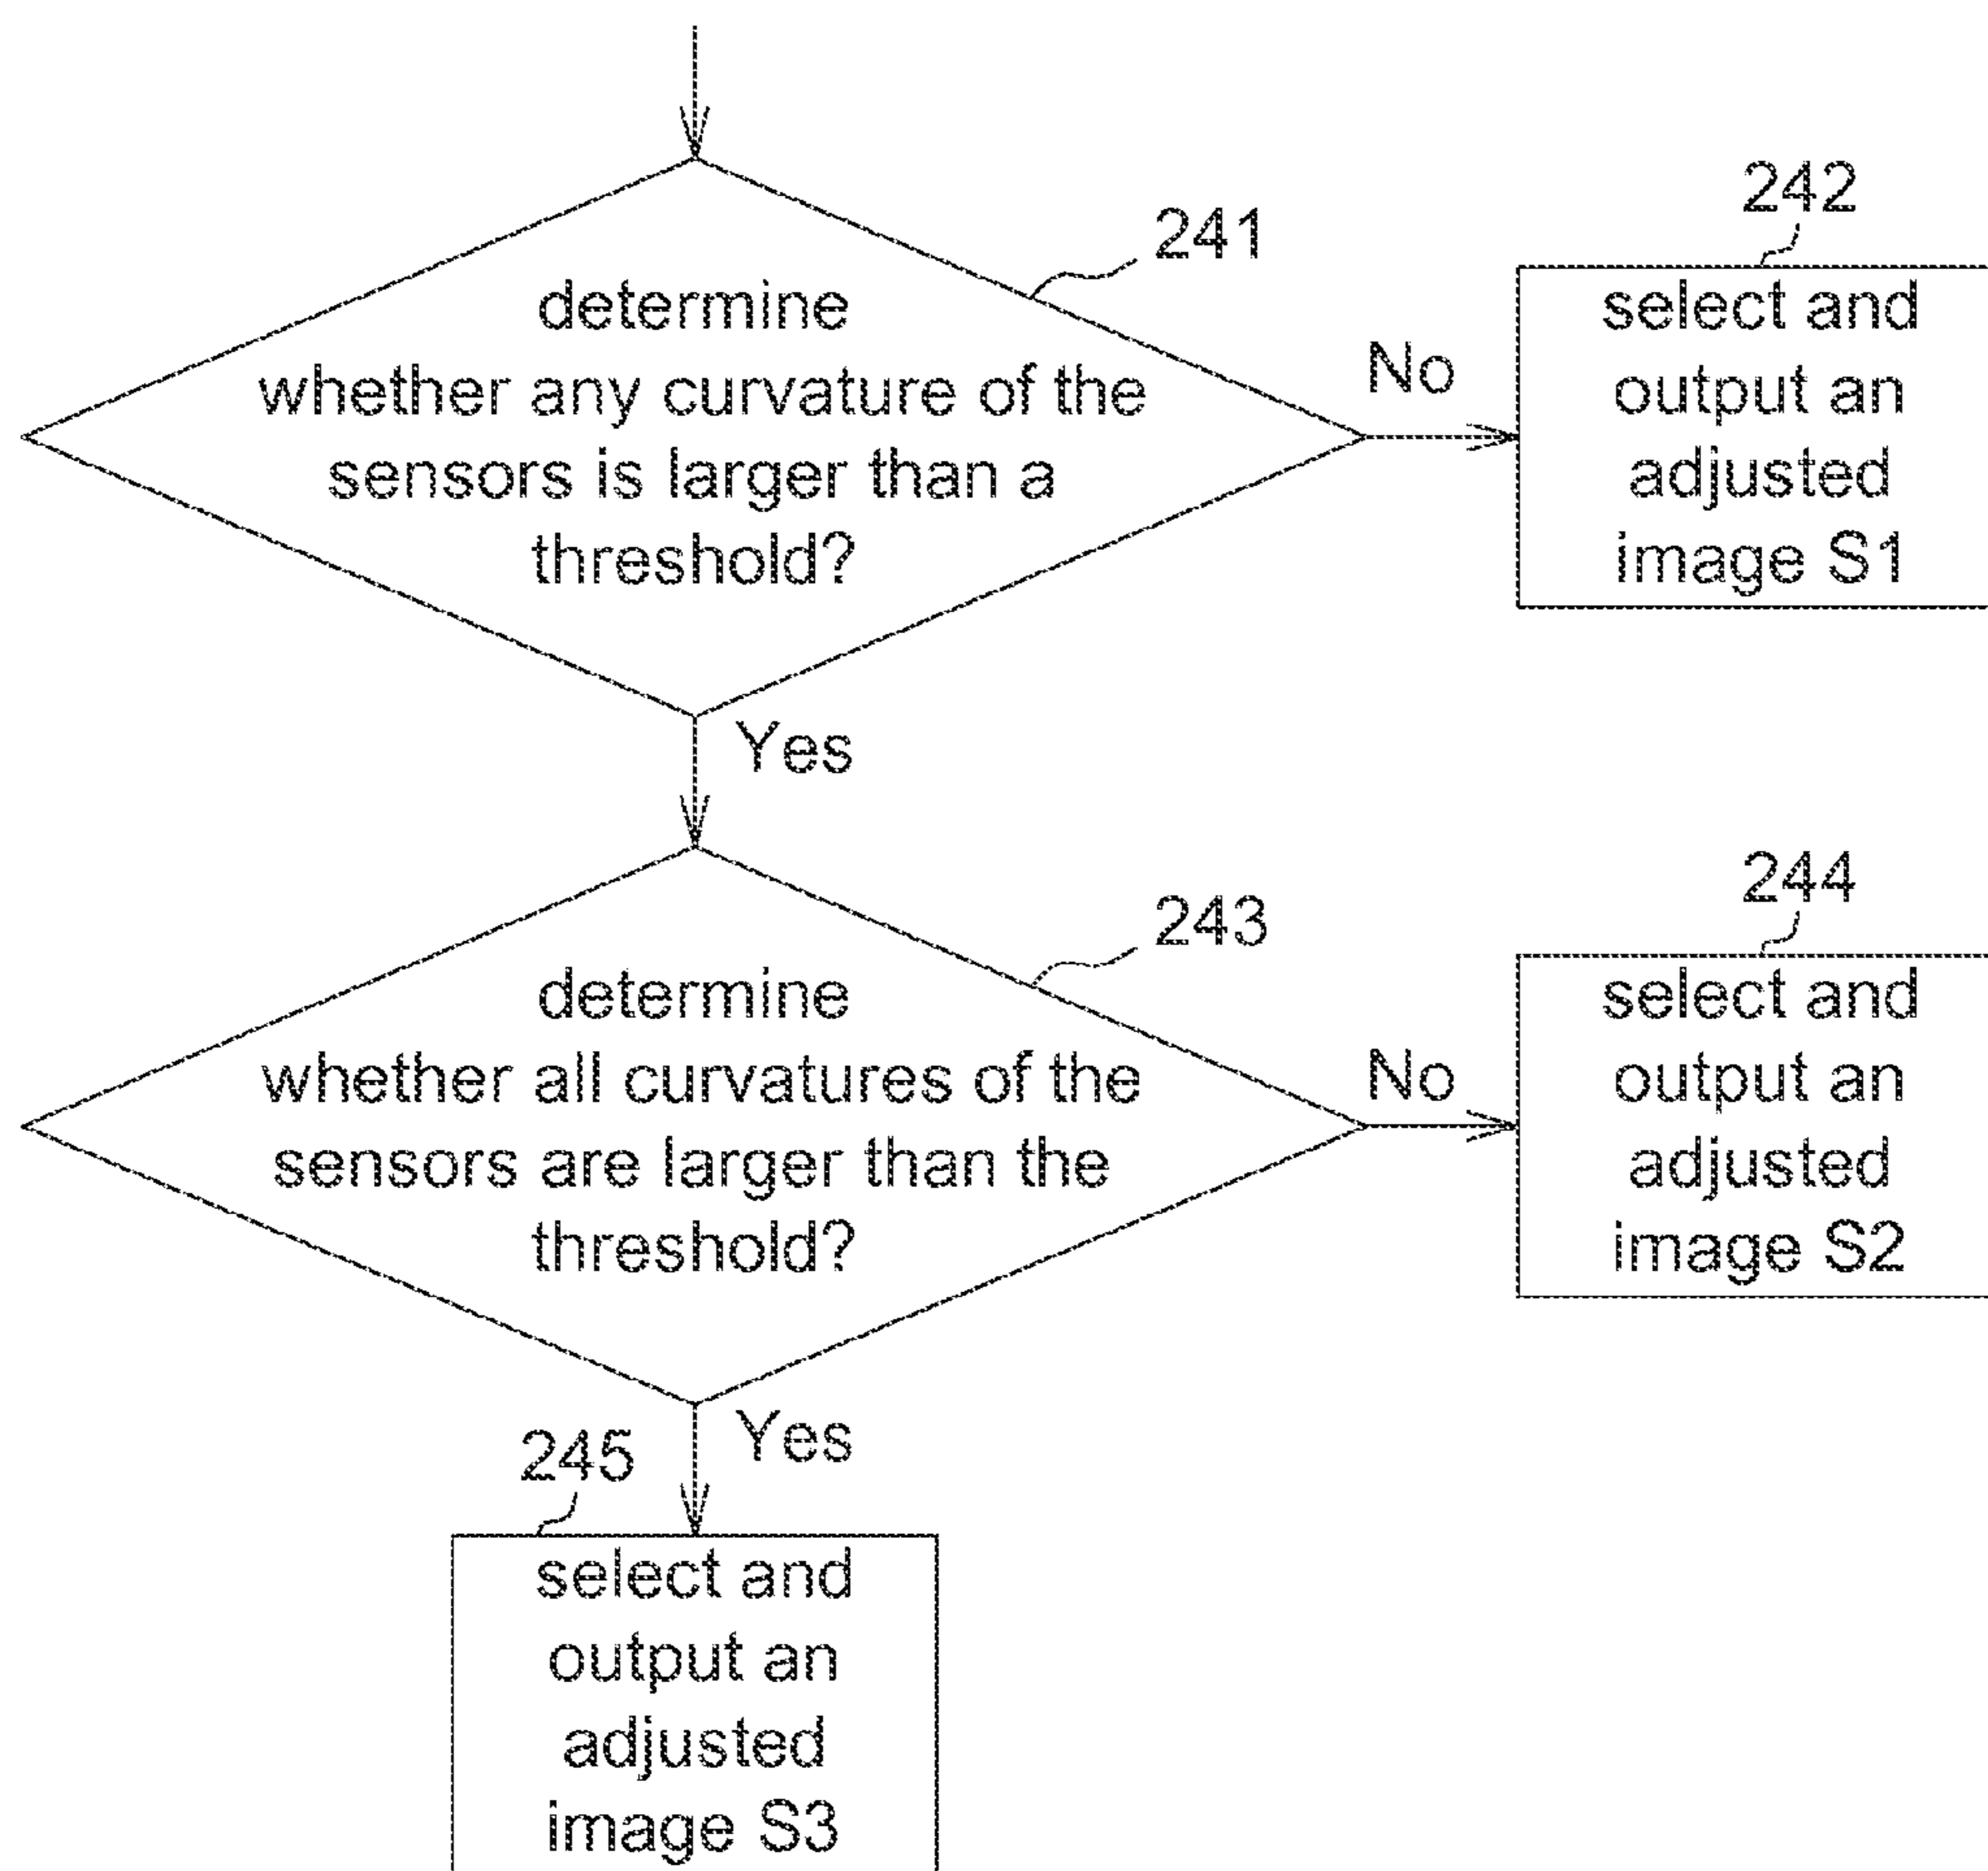 241
determine
whether any curvature of the
sensors is larger than a
threshold?
No
242
select and
output an
adjusted
image S1
Yes
243
determine
whether all curvatures of the
sensors are larger than the
threshold?
No
244
select and
output an
adjusted
image S2
Yes
245
select and
output an
adjusted
image S3